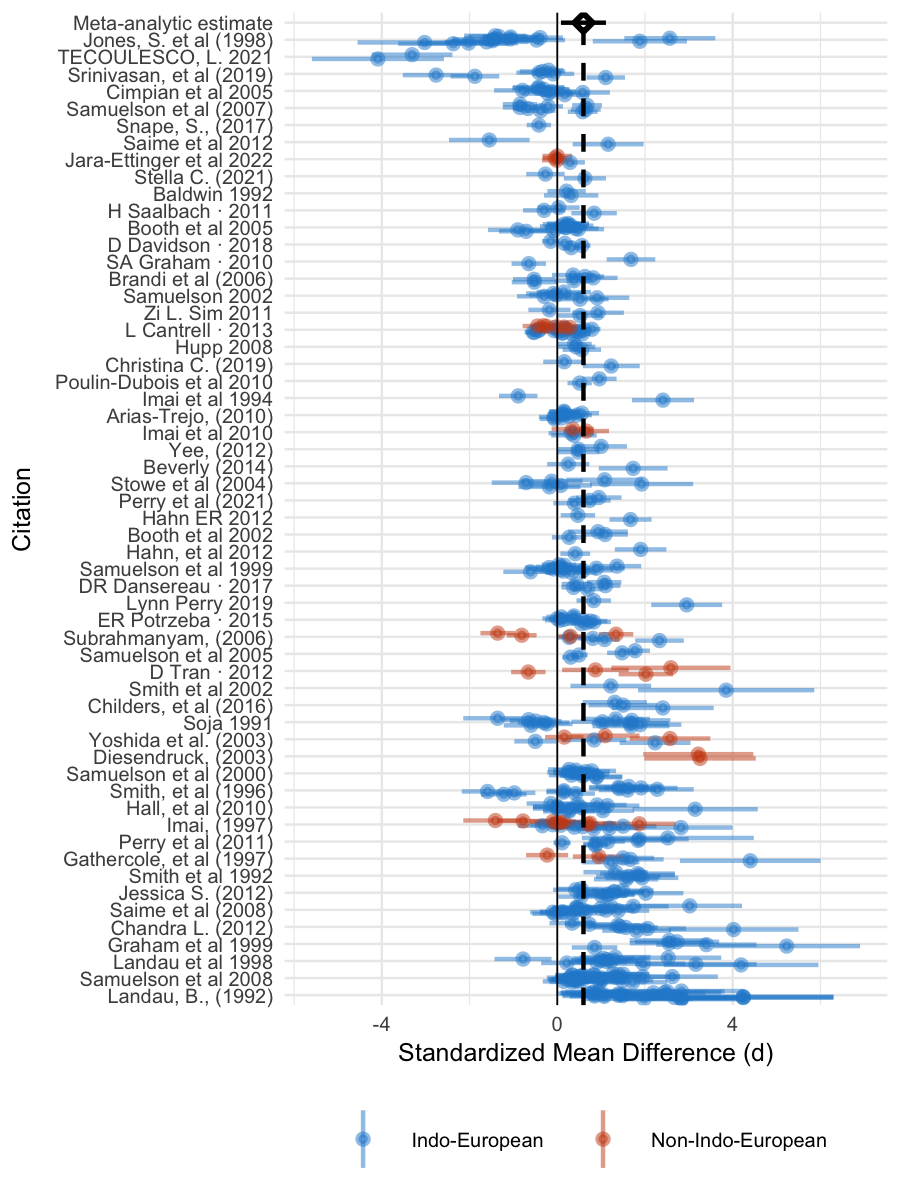 Meta-analytic estimate
Jones, S. et al (1998)
TECOULESCO, L. 2021
Srinivasan, et al (2019)
Cimpian et al 2005
Samuelson et al (2007)
Snape, S., (2017)
Saime et al 2012
Jara-Ettinger et al 2022
Stella C. (2021)
Baldwin 1992
H Saalbach · 2011
Booth et al 2005
D Davidson · 2018
SA Graham · 2010
Brandi et al (2006)
Samuelson 2002
Zi L. Sim 2011
L Cantrell · 2013
Hupp 2008
Christina C. (2019)
Poulin-Dubois et al 2010
Imai et al 1994
Arias-Trejo, (2010)
Imai et al 2010
Yee, (2012)
Beverly (2014)
Stowe et al (2004)
Perry et al (2021)
Hahn ER 2012
Booth et al 2002
Hahn, et al 2012
Samuelson et al 1999
DR Dansereau · 2017
Lynn Perry 2019
ER Potrzeba · 2015
Subrahmanyam, (2006)
Samuelson et al 2005
D Tran · 2012
Smith et al 2002
Childers, et al (2016)
Soja 1991
Yoshida et al. (2003)
Diesendruck, (2003)
Samuelson et al (2000)
Smith, et al (1996)
Hall, et al (2010)
Imai, (1997)
Perry et al (2011)
Gathercole, et al (1997)
Smith et al 1992
Jessica S. (2012)
Saime et al (2008)
Chandra L. (2012)
Graham et al 1999
Landau et al 1998
Samuelson et al 2008
Landau, B., (1992)
Citation
-4 0 4
Standardized Mean Difference (d)
Indo-European Non-Indo-European